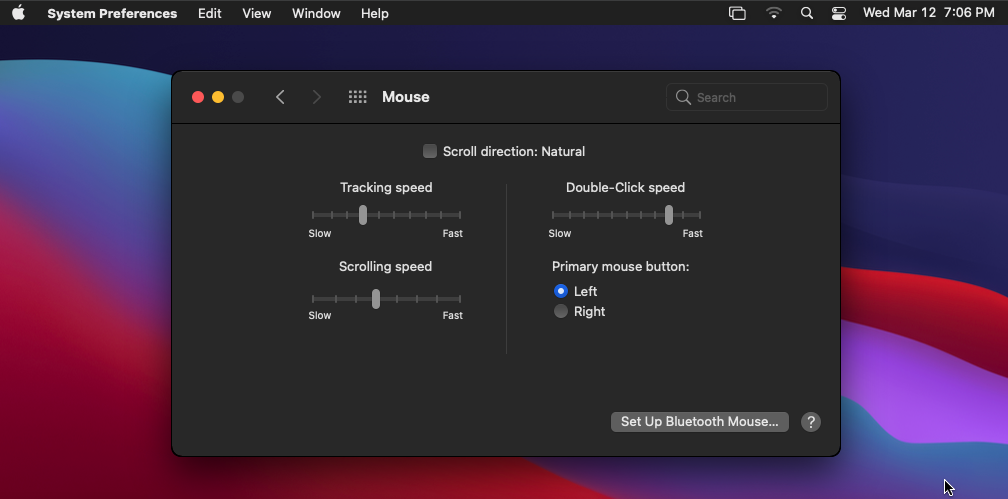 System Preferences Edit View Window Help Wed Mar 12 7:06 PM
Mouse Search
Scroll direction: Natural
Tracking speed
Slow Fast
Scrolling speed
Slow Fast
Double-Click speed
Slow Fast
Primary mouse button:
Left
Right
Set Up Bluetooth Mouse... ?